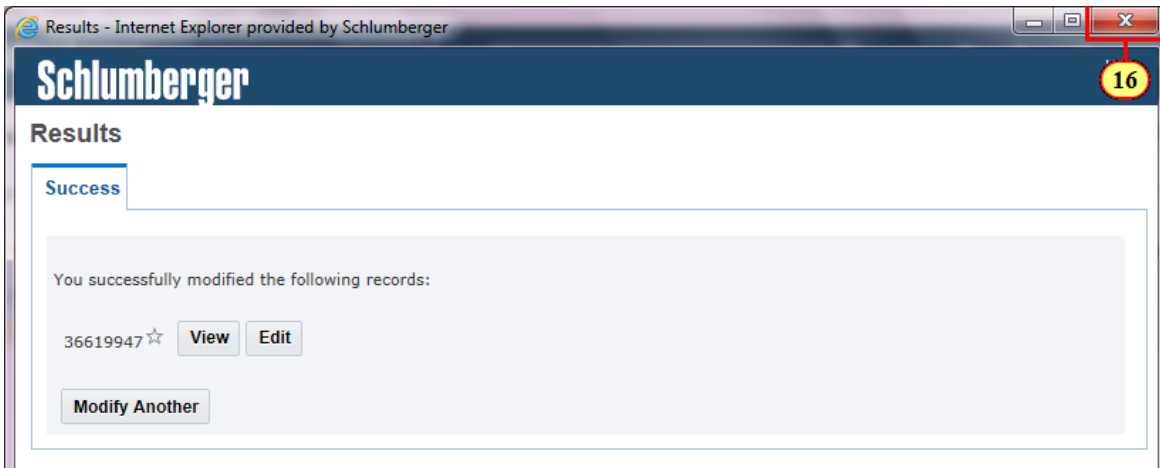 Results - Internet Explorer provided by Schlumberger
16
Schlumberger
Results
Success
You successfully modified the following records:
36619947 View Edit
Modify Another